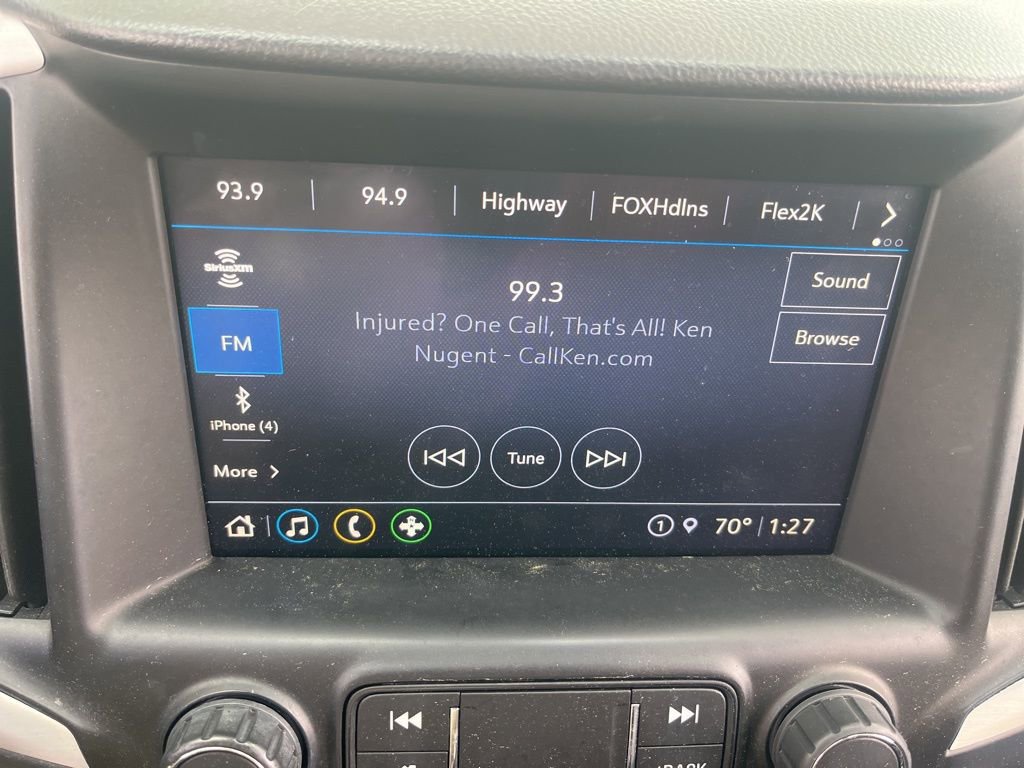 93.9 | 94.9 | Highway | FOXHdlns | Flex2K
SiriusXM
Sound
99.3
Injured? One Call, That's All! Ken
Nugent - CallKen.com
FM
Browse
iPhone (4)
More
Tune
1 70° | 1:27
BACK